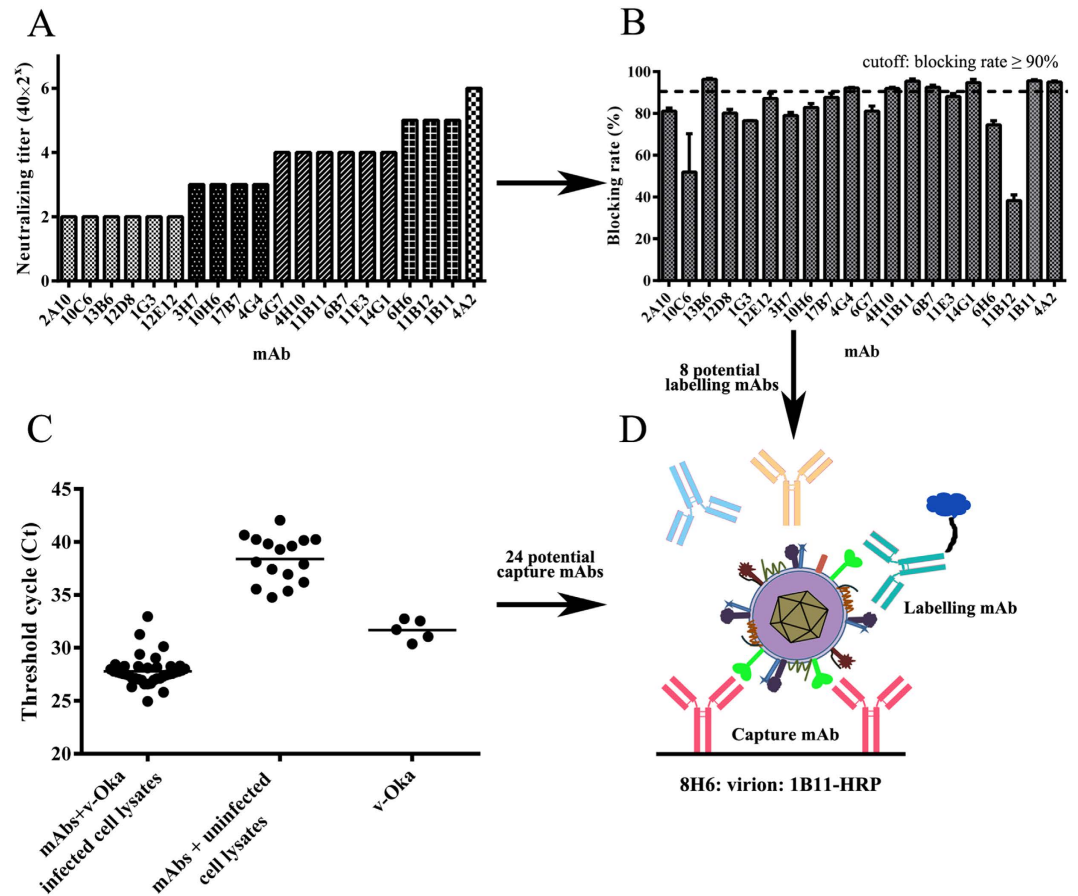 A
Neutralizing titer (40×2ˣ)
6
4
2
0
2A10
10C6
13B6
12D8
1G3
12E12
3H7
10H6
17B7
4G4
6G7
4H10
11B11
6B7
11E3
14G1
6H6
11B12
1B11
4A2
mAb
B
cutoff: blocking rate ≥ 90%
Blocking rate (%)
100
80
60
40
20
0
2A10
10C6
13B6
12D8
1G3
12E12
3H7
10H6
17B7
4G4
6G7
4H10
11B11
6B7
11E3
14G1
6H6
11B12
1B11
4A2
mAb
8 potential
labelling mAbs
C
Threshold cycle (Ct)
45
40
35
30
25
20
mAbs+v-Oka
infected cell lysates
mAbs + uninfected
cell lysates
v-Oka
24 potential
capture mAbs
D
Labelling mAb
Capture mAb
8H6: virion: 1B11-HRP